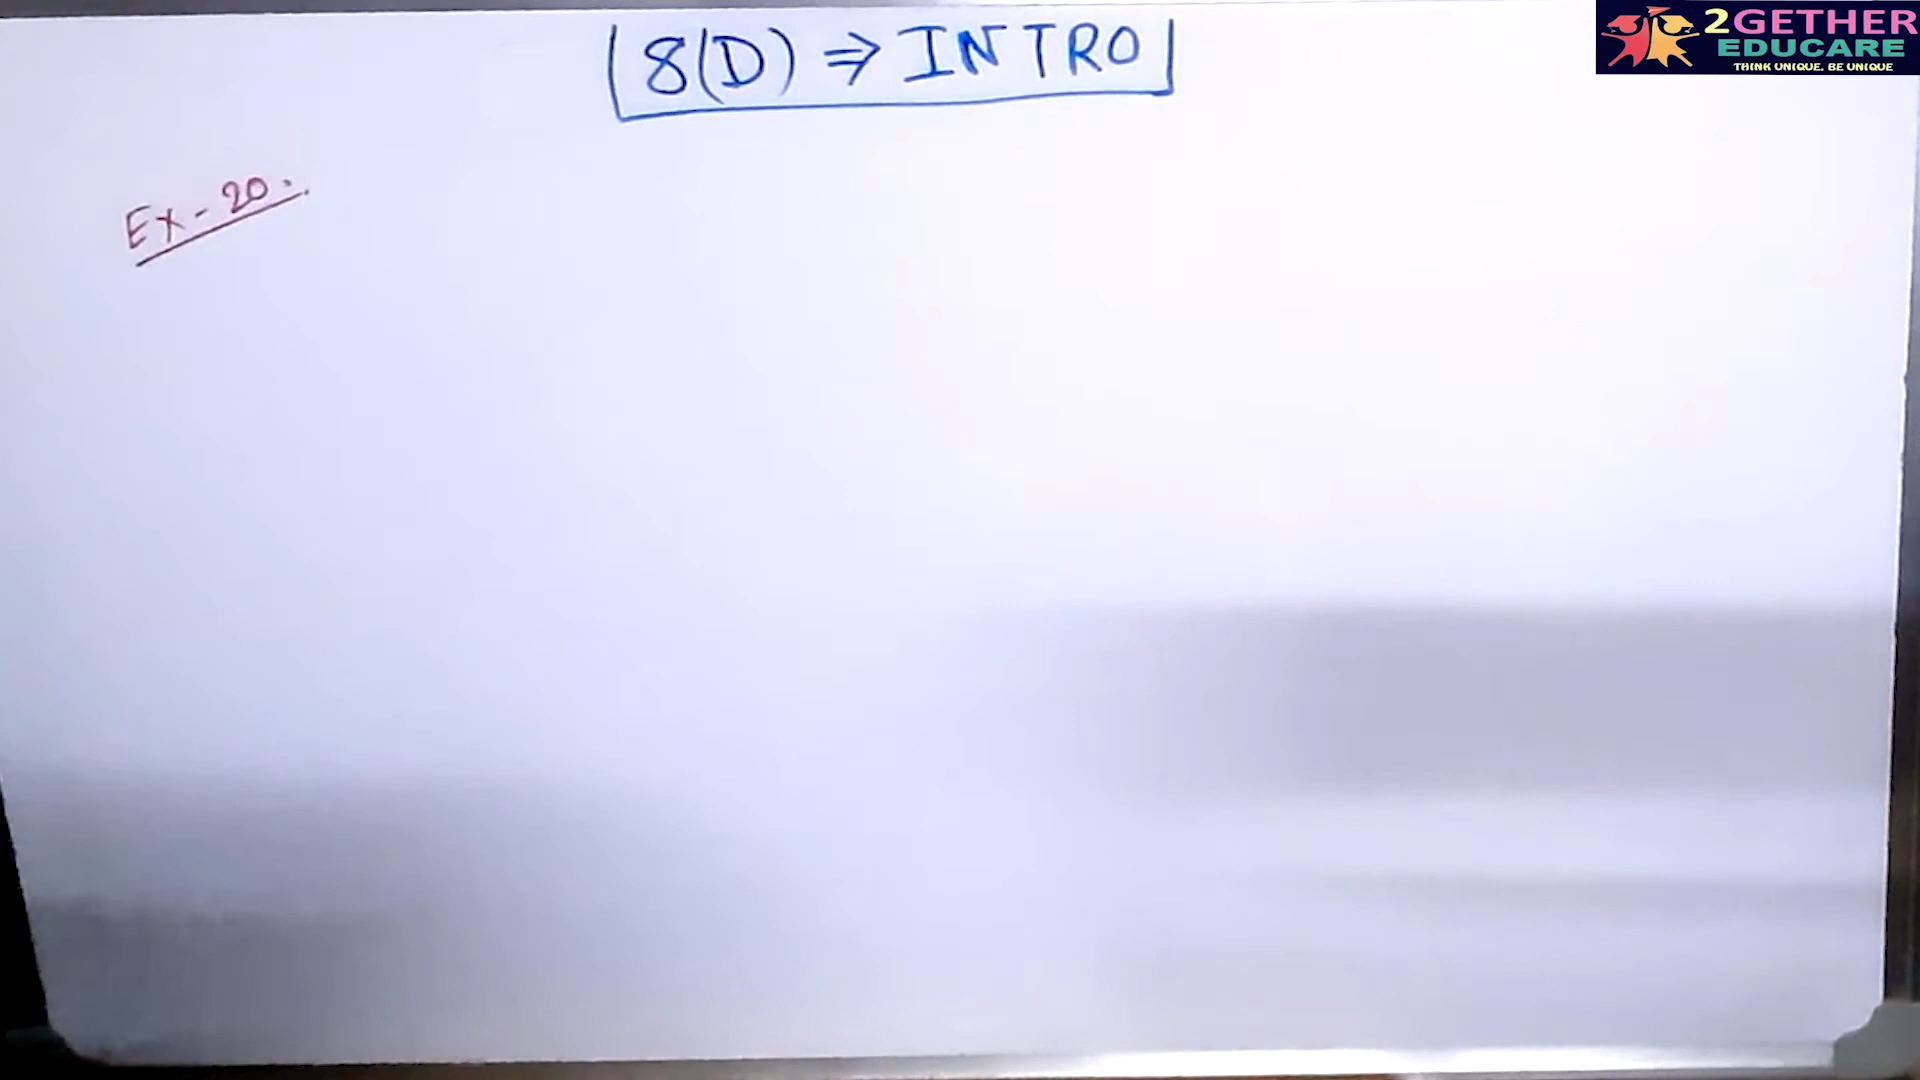 8(D) ⇒ INTRO
2GETHER
EDUCARE
THINK UNIQUE. BE UNIQUE
Ex - 20 :